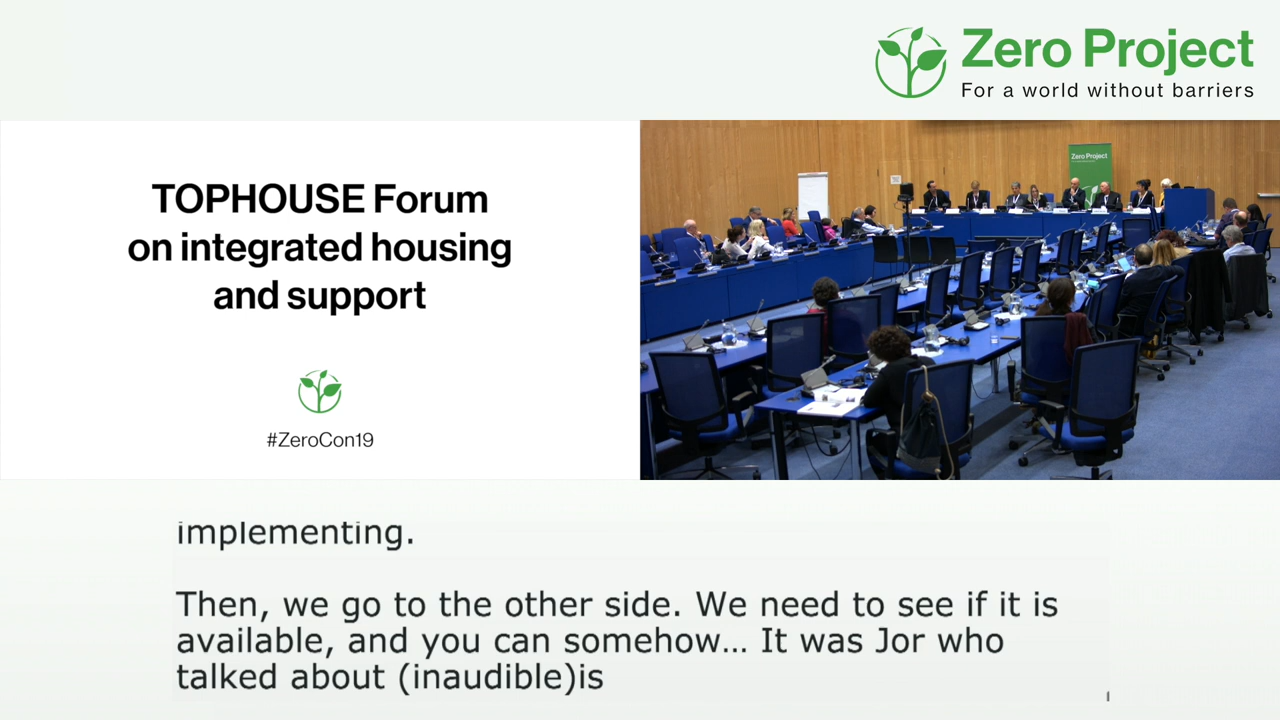 Zero Project
For a world without barriers
TOPHOUSE Forum
on integrated housing
and support
#ZeroCon19
Zero Project
implementing.
Then, we go to the other side. We need to see if it is
available, and you can somehow... It was Jor who
talked about (inaudible)is